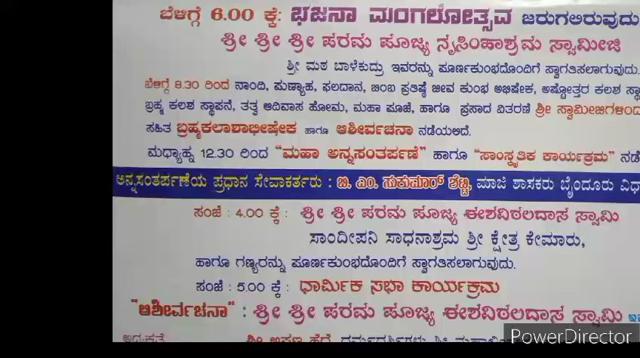 ಬೆಳಿಗ್ಗೆ 6.00 ಕ್ಕೆ: ಭಜನಾ ಮಂಗಲೋತ್ಸವ ಜರುಗಲಿರುವುದು
ಶ್ರೀ ಶ್ರೀ ಶ್ರೀ ಪರಮ ಪೂಜ್ಯ ನೃಸಿಂಹಾಶ್ರಮ ಸ್ವಾಮೀಜಿ
ಶ್ರೀ ಮಠ ಬಾಳೆಕುದ್ರು ಇವರನ್ನು ಪೂರ್ಣಕುಂಭದೊಂದಿಗೆ ಸ್ವಾಗತಿಸಲಾಗುವುದು.
ಬೆಳಿಗ್ಗೆ 8.30 ರಿಂದ ನಾಂದಿ, ಪುಣ್ಯಾಹ, ಫಲದಾನ, ಬಿಂಬ ಪ್ರತಿಷ್ಠೆ ಜೀವ ಕುಂಭ ಅಭಿಷೇಕ, ಅಷ್ಟೋತ್ತರ ಕಲಶ ಸ್ಥಾ
ಬ್ರಹ್ಮ ಕಲಶ ಸ್ಥಾಪನೆ, ತತ್ವ ಆದಿವಾಸ ಹೋಮ, ಮಹಾ ಪೂಜೆ, ಹಾಗೂ ಪ್ರಸಾದ ವಿತರಣೆ ಶ್ರೀ ಸ್ವಾಮೀಜಿಗಳಿಂದ
ಸಹಿತ ಬ್ರಹ್ಮಕಲಾಶಾಭೀಷೇಕ ಹಾಗೂ ಆಶೀರ್ವಚನಾ ನಡೆಯಲಿದೆ.
ಮಧ್ಯಾಹ್ನ 12.30 ರಿಂದ "ಮಹಾ ಅನ್ನಸಂತರ್ಪಣೆ" ಹಾಗೂ "ಸಾಂಸ್ಕೃತಿಕ ಕಾರ್ಯಕ್ರಮ" ನಡೆ
ಅನ್ನಸಂತರ್ಪಣೆಯ ಪ್ರಧಾನ ಸೇವಾಕರ್ತರು : ಬಿ. ಎಂ. ಸುಕುಮಾರ್ ಶೆಟ್ಟಿ, ಮಾಜಿ ಶಾಸಕರು ಬೈಂದೂರು ವಿಧ
ಸಂಜೆ : 4.00 ಕ್ಕೆ : ಶ್ರೀ ಶ್ರೀ ಪರಮ ಪೂಜ್ಯ ಈಶವಿಠಲದಾಸ ಸ್ವಾಮಿ
ಸಾಂದೀಪನಿ ಸಾಧನಾಶ್ರಮ ಶ್ರೀ ಕ್ಷೇತ್ರ ಕೇಮಾರು,
ಹಾಗೂ ಗಣ್ಯರನ್ನು ಪೂರ್ಣಕುಂಭದೊಂದಿಗೆ ಸ್ವಾಗತಿಸಲಾಗುವುದು.
ಸಂಜೆ : 5.00 ಕ್ಕೆ : ಧಾರ್ಮಿಕ ಸಭಾ ಕಾರ್ಯಕ್ರಮ
"ಆಶೀರ್ವಚನಾ" : ಶ್ರೀ ಶ್ರೀ ಪರಮ ಪೂಜ್ಯ ಈಶವಿಠಲದಾಸ ಸ್ವಾಮಿ
PowerDirector